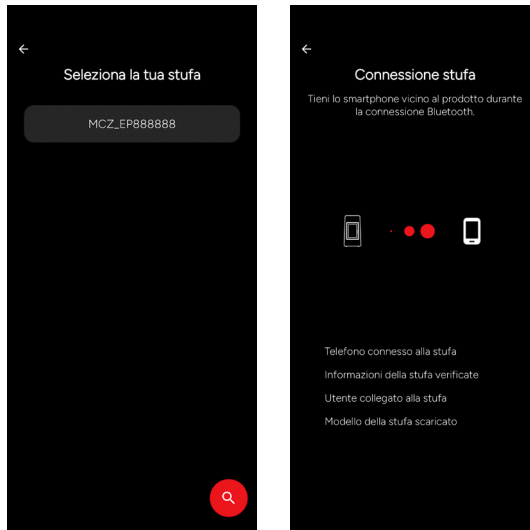 Seleziona la tua stufa
MCZ_EP888888
Connessione stufa
Tieni lo smartphone vicino al prodotto durante
la connessione Bluetooth.
Telefono connesso alla stufa
Informazioni della stufa verificate
Utente collegato alla stufa
Modello della stufa scaricato